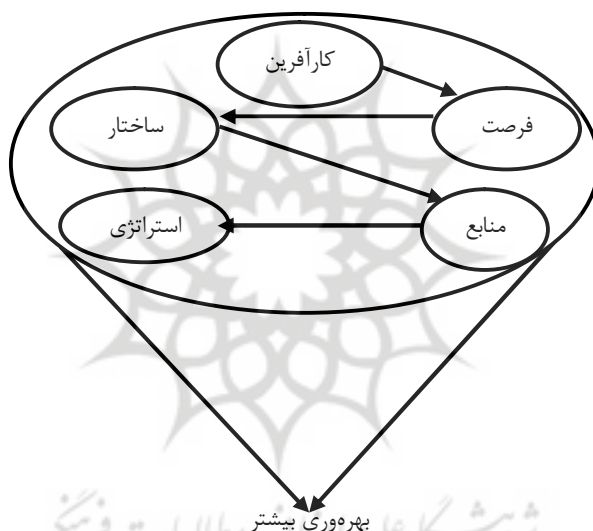 کارآفرین
فرصت
ساختار
منابع
استراتژی
بهره‌وری بیشتر